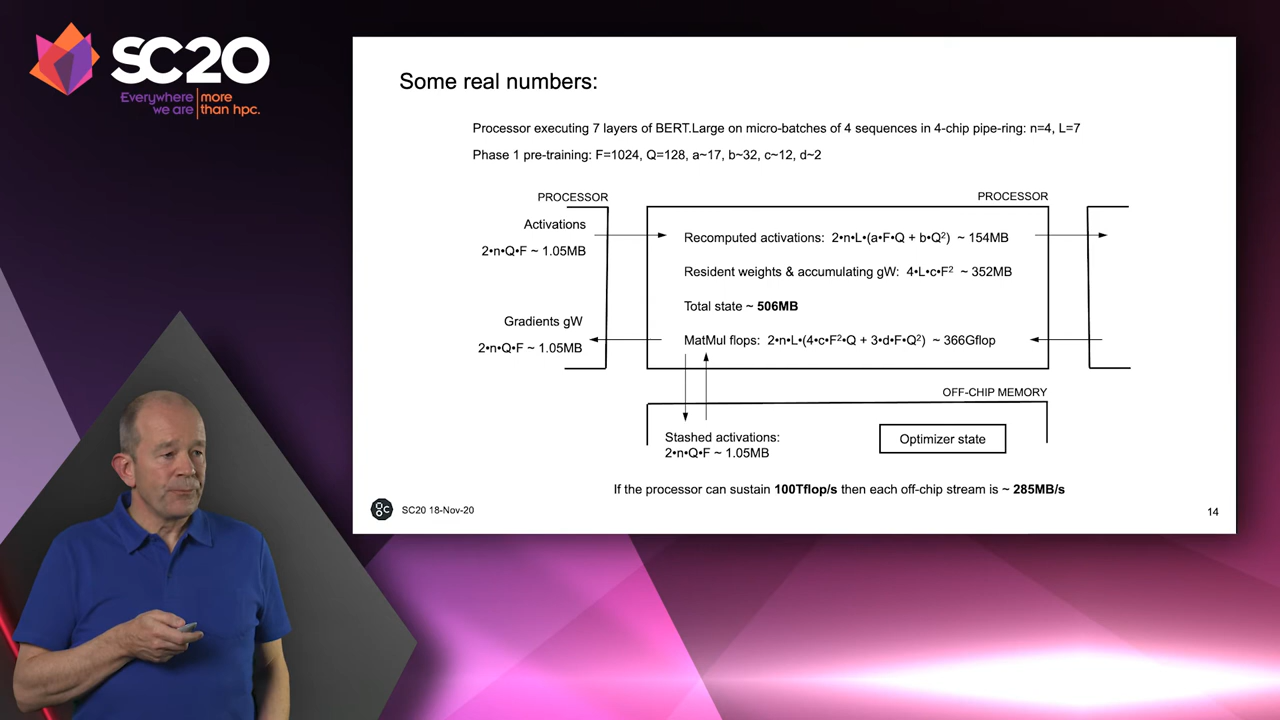 SC20
Everywhere more
we are than hpc.
Some real numbers:
Processor executing 7 layers of BERT.Large on micro-batches of 4 sequences in 4-chip pipe-ring: n=4, L=7
Phase 1 pre-training: F=1024, Q=128, a~17, b~32, c~12, d~2
PROCESSOR
Activations
2•n•Q•F ~ 1.05MB
Gradients gW
2•n•Q•F ~ 1.05MB
PROCESSOR
Recomputed activations: 2•n•L•(a•F•Q + b•Q²) ~ 154MB
Resident weights & accumulating gW: 4•L•c•F² ~ 352MB
Total state ~ 506MB
MatMul flops: 2•n•L•(4•c•F²•Q + 3•d•F•Q²) ~ 366Gflop
OFF-CHIP MEMORY
Stashed activations:
2•n•Q•F ~ 1.05MB
Optimizer state
If the processor can sustain 100Tflop/s then each off-chip stream is ~ 285MB/s
SC20 18-Nov-20
14